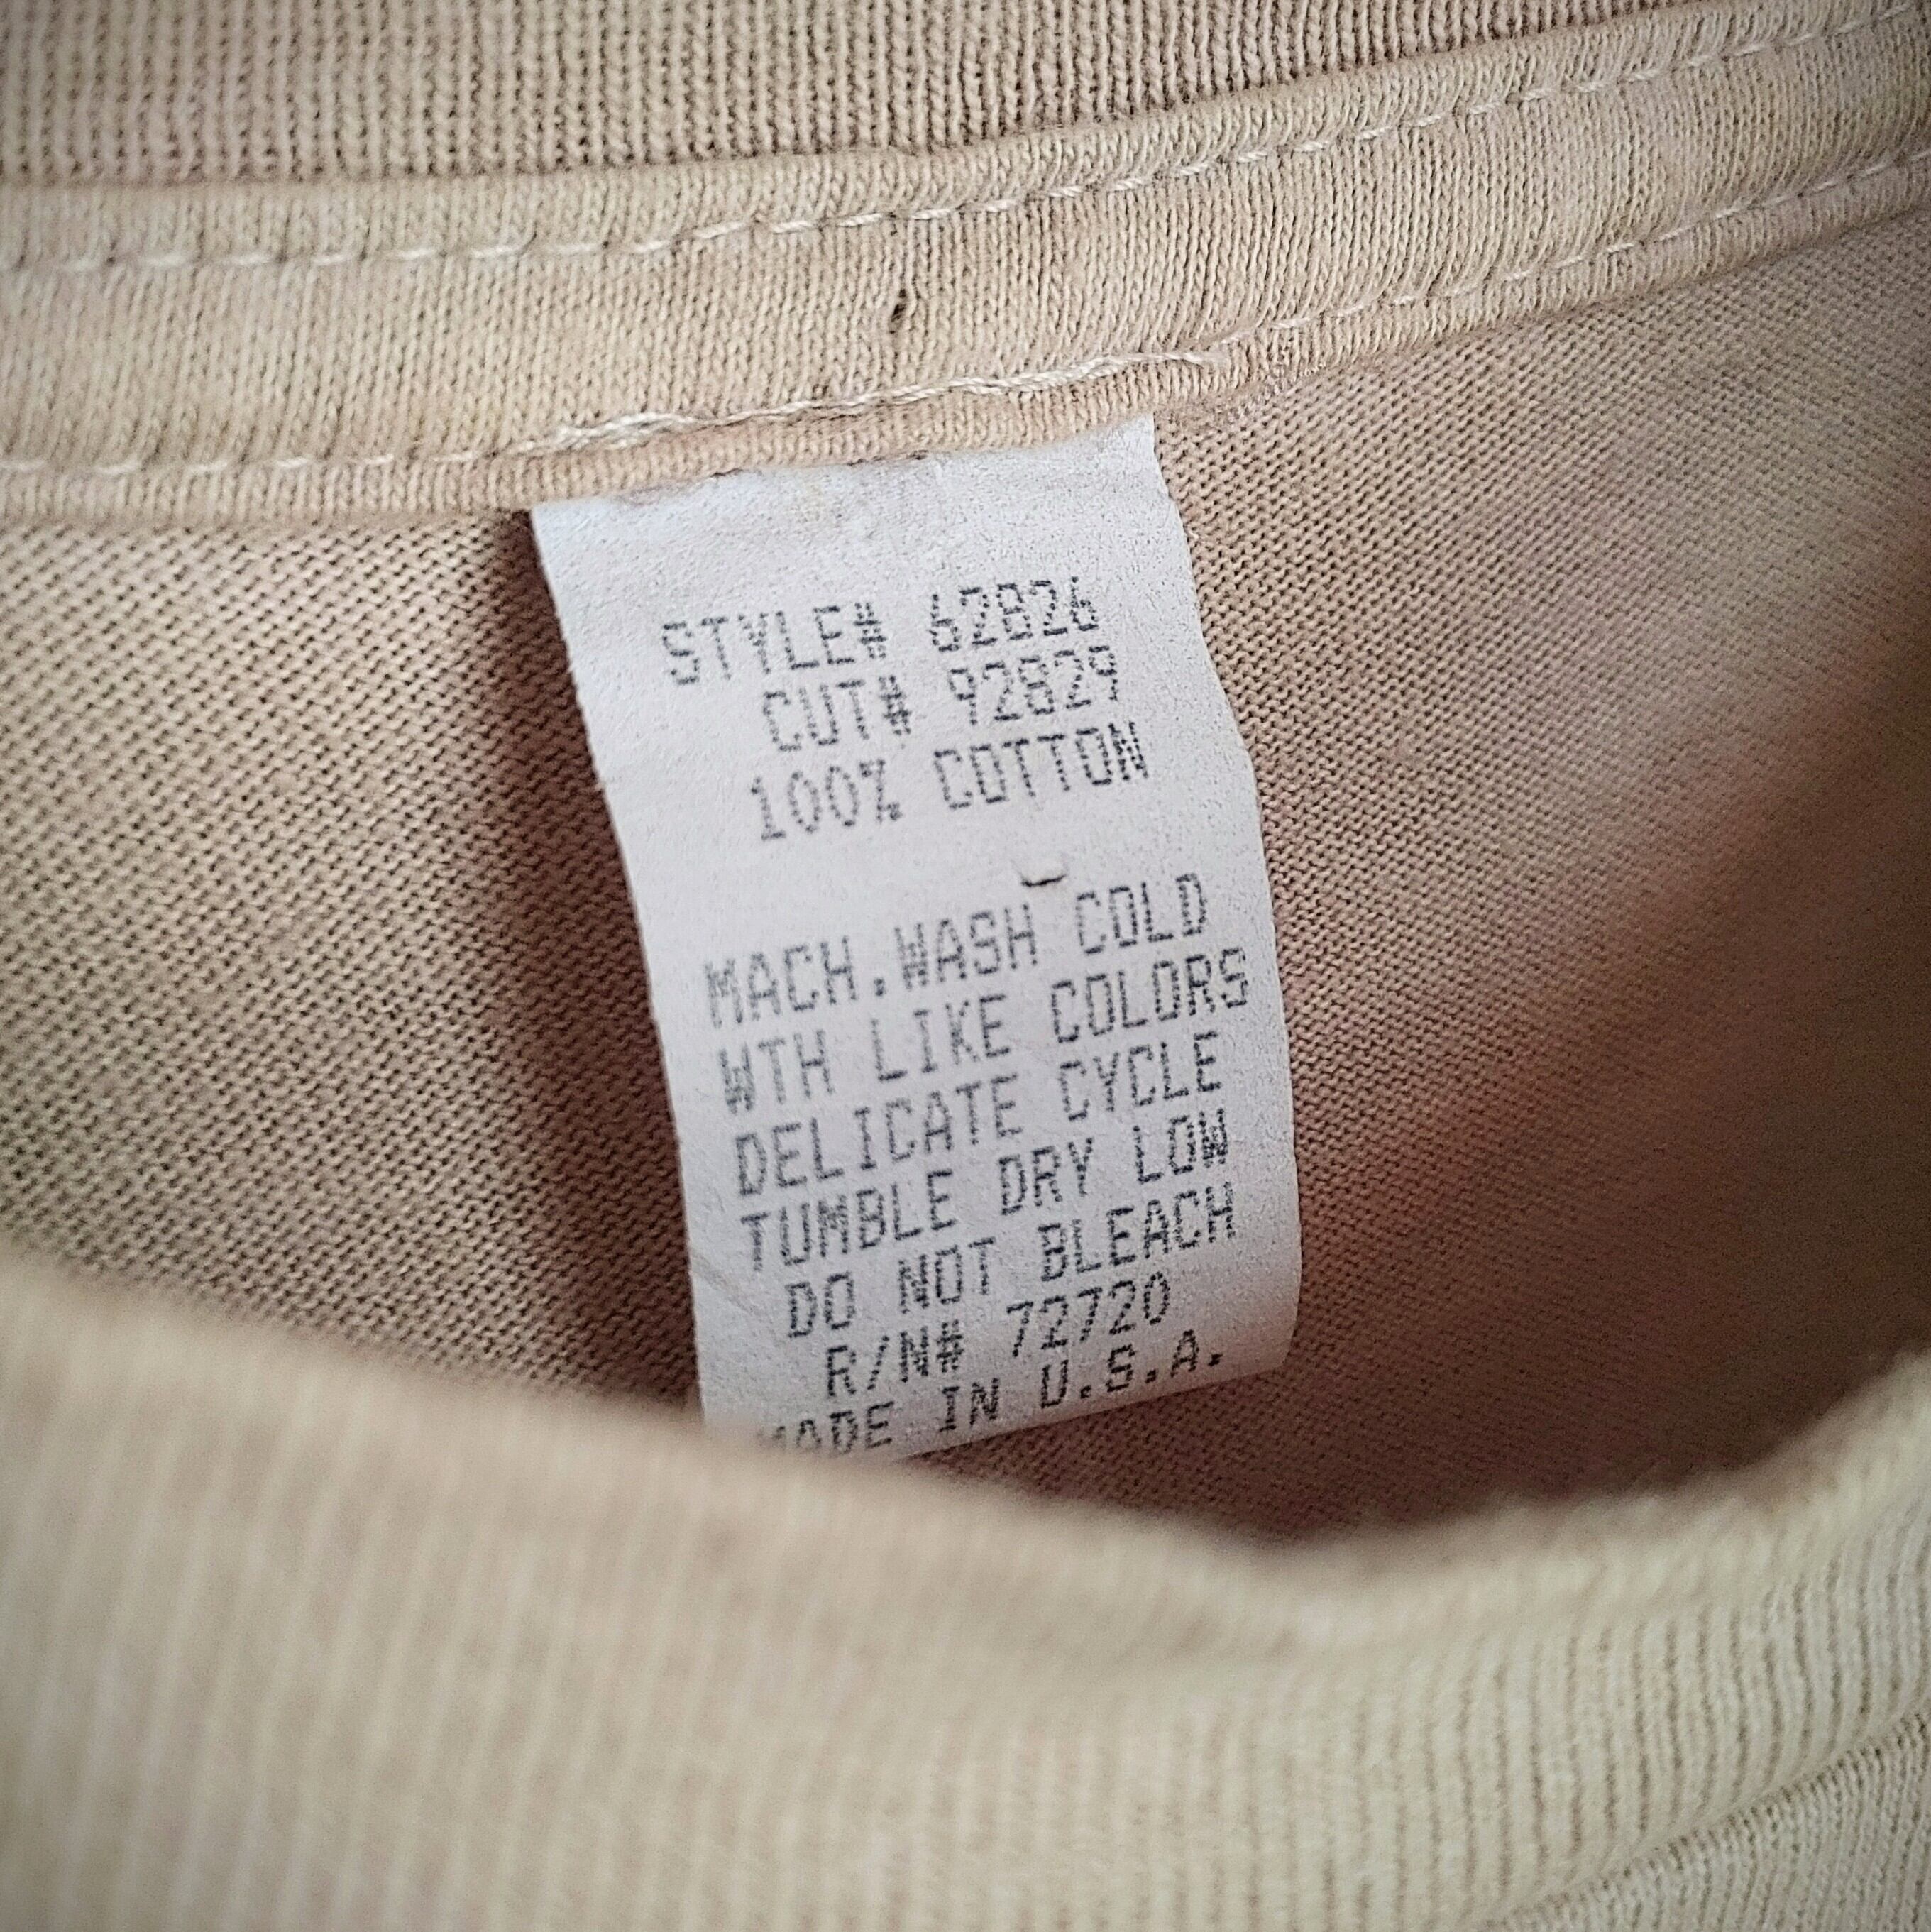 STYLE# 62826
CUT# 92829
100% COTTON
MACH.WASH COLD
WTH LIKE COLORS
DELICATE CYCLE
TUMBLE DRY LOW
DO NOT BLEACH
R/N# 72720
MADE IN U.S.A.